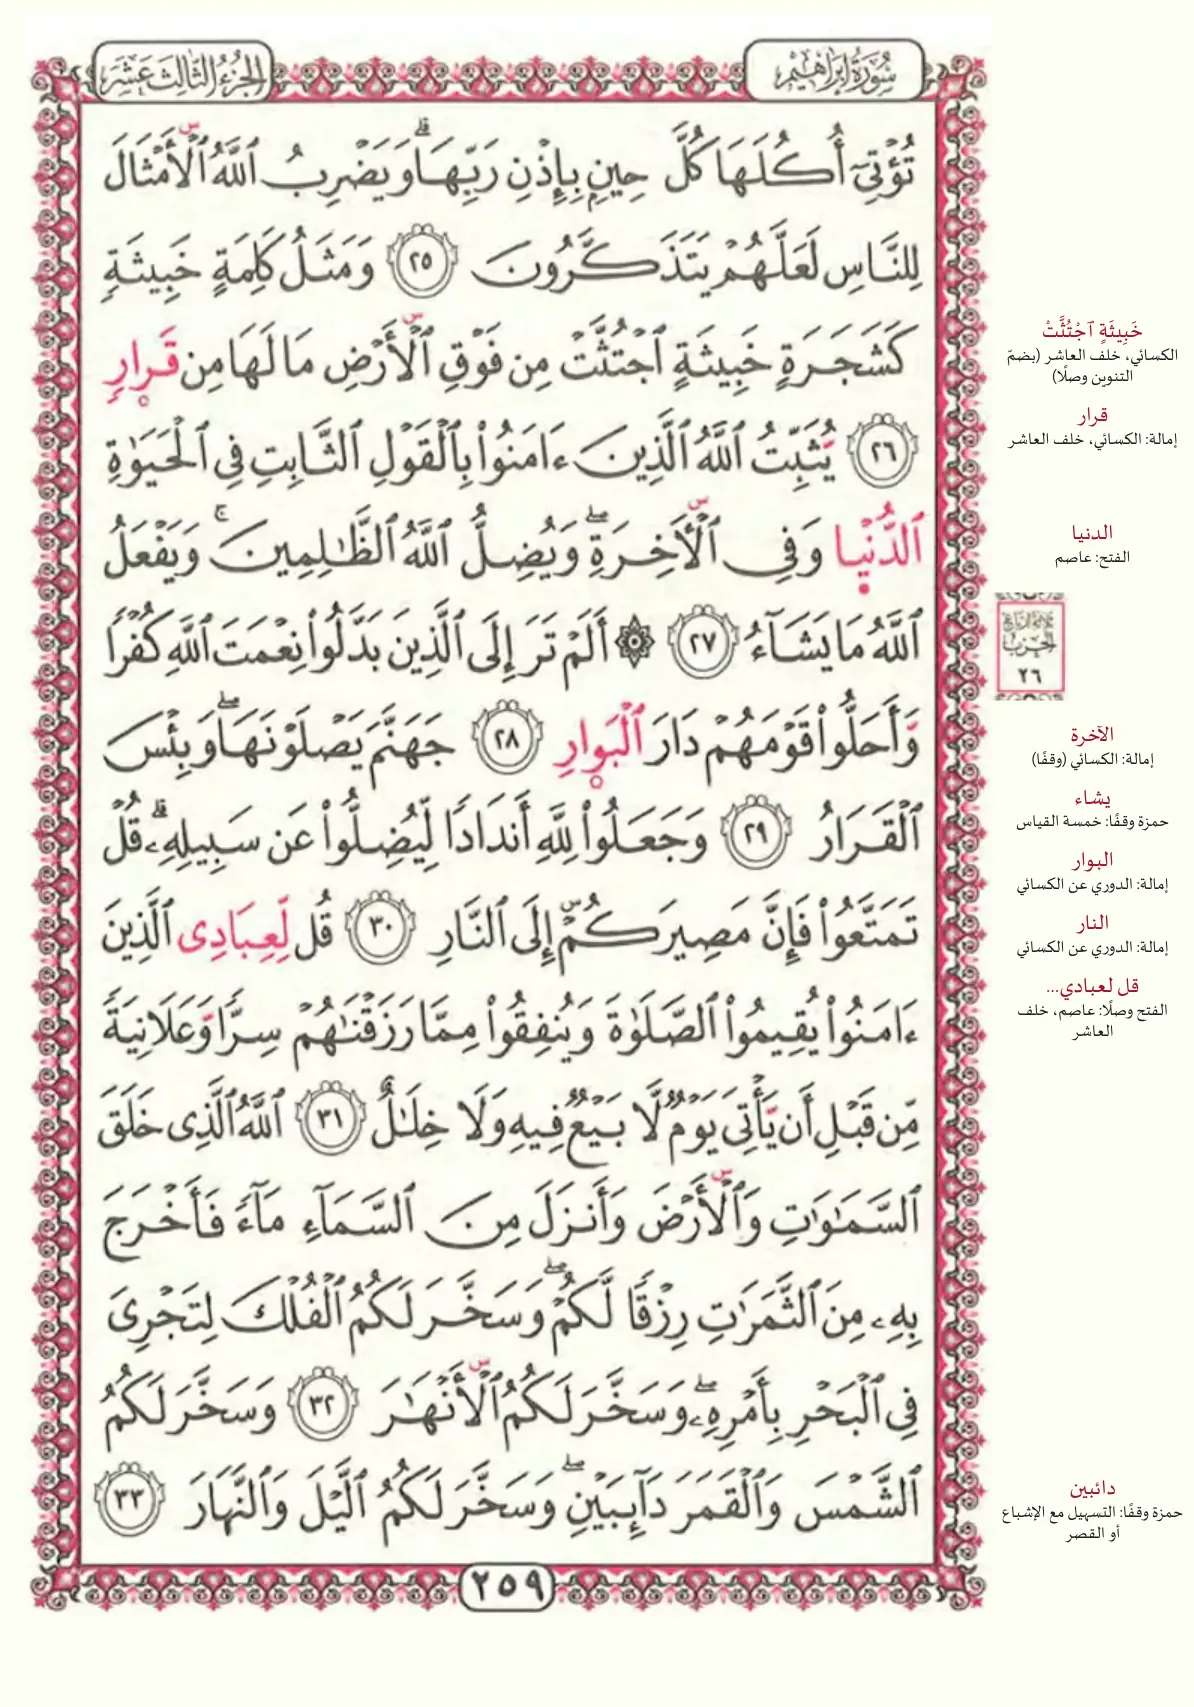 سُورَةُ إِبْرَاهِيم
الجُزْءُ الثَّالِثَ عَشَرَ
تُؤْتِيٓ أُكُلَهَا كُلَّ حِينِۭ بِإِذْنِ رَبِّهَاۗ وَيَضْرِبُ ٱللَّهُ ٱلْأَمْثَالَ
لِلنَّاسِ لَعَلَّهُمْ يَتَذَكَّرُونَ ٢٥ وَمَثَلُ كَلِمَةٍ خَبِيثَةٖ
كَشَجَرَةٍ خَبِيثَةٍ ٱجْتُثَّتْ مِن فَوْقِ ٱلْأَرْضِ مَا لَهَا مِن قَرَارٖ
٢٦ يُثَبِّتُ ٱللَّهُ ٱلَّذِينَ ءَامَنُوا۟ بِٱلْقَوْلِ ٱلثَّابِتِ فِى ٱلْحَيَوٰةِ
ٱلدُّنْيَا وَفِى ٱلْـَٔاخِرَةِۖ وَيُضِلُّ ٱللَّهُ ٱلظَّٰلِمِينَۚ وَيَفْعَلُ
ٱللَّهُ مَا يَشَآءُ ٢٧ ۞ أَلَمْ تَرَ إِلَى ٱلَّذِينَ بَدَّلُوا۟ نِعْمَتَ ٱللَّهِ كُفْرًا
وَأَحَلُّوا۟ قَوْمَهُمْ دَارَ ٱلْبَوَارِ ٢٨ جَهَنَّمَ يَصْلَوْنَهَاۖ وَبِئْسَ
ٱلْقَرَارُ ٢٩ وَجَعَلُوا۟ لِلَّهِ أَندَادًا لِّيُضِلُّوا۟ عَن سَبِيلِهِۦۗ قُلْ
تَمَتَّعُوا۟ فَإِنَّ مَصِيرَكُمْ إِلَى ٱلنَّارِ ٣٠ قُل لِّعِبَادِى ٱلَّذِينَ
ءَامَنُوا۟ يُقِيمُوا۟ ٱلصَّلَوٰةَ وَيُنفِقُوا۟ مِمَّا رَزَقْنَٰهُمْ سِرًّا وَعَلَانِيَةً
مِّن قَبْلِ أَن يَأْتِىَ يَوْمٌ لَّا بَيْعٌ فِيهِ وَلَا خِلَٰلٌ ٣١ ٱللَّهُ ٱلَّذِى خَلَقَ
ٱلسَّمَٰوَٰتِ وَٱلْأَرْضَ وَأَنزَلَ مِنَ ٱلسَّمَآءِ مَآءً فَأَخْرَجَ
بِهِۦ مِنَ ٱلثَّمَرَٰتِ رِزْقًا لَّكُمْۖ وَسَخَّرَ لَكُمُ ٱلْفُلْكَ لِتَجْرِىَ
فِى ٱلْبَحْرِ بِأَمْرِهِۦۖ وَسَخَّرَ لَكُمُ ٱلْأَنْهَٰرَ ٣٢ وَسَخَّرَ لَكُمُ
ٱلشَّمْسَ وَٱلْقَمَرَ دَآئِبَيْنِۖ وَسَخَّرَ لَكُمُ ٱلَّيْلَ وَٱلنَّهَارَ ٣٣
٢٥٩
خَبِيثَةٍ ٱجْتُثَّتْ
الكسائي، خلف العاشر (بضمّ
التنوين وصلًا)
قرار
إمالة: الكسائي، خلف العاشر
الدنيا
الفتح: عاصم
ثلاثة أرباع
الحزب
٢٦
الآخرة
إمالة: الكسائي (وقفًا)
يشاء
حمزة وقفًا: خمسة القياس
البوار
إمالة: الدوري عن الكسائي
النار
إمالة: الدوري عن الكسائي
قل لعبادي...
الفتح وصلًا: عاصم، خلف
العاشر
دائبين
حمزة وقفًا: التسهيل مع الإشباع
أو القصر